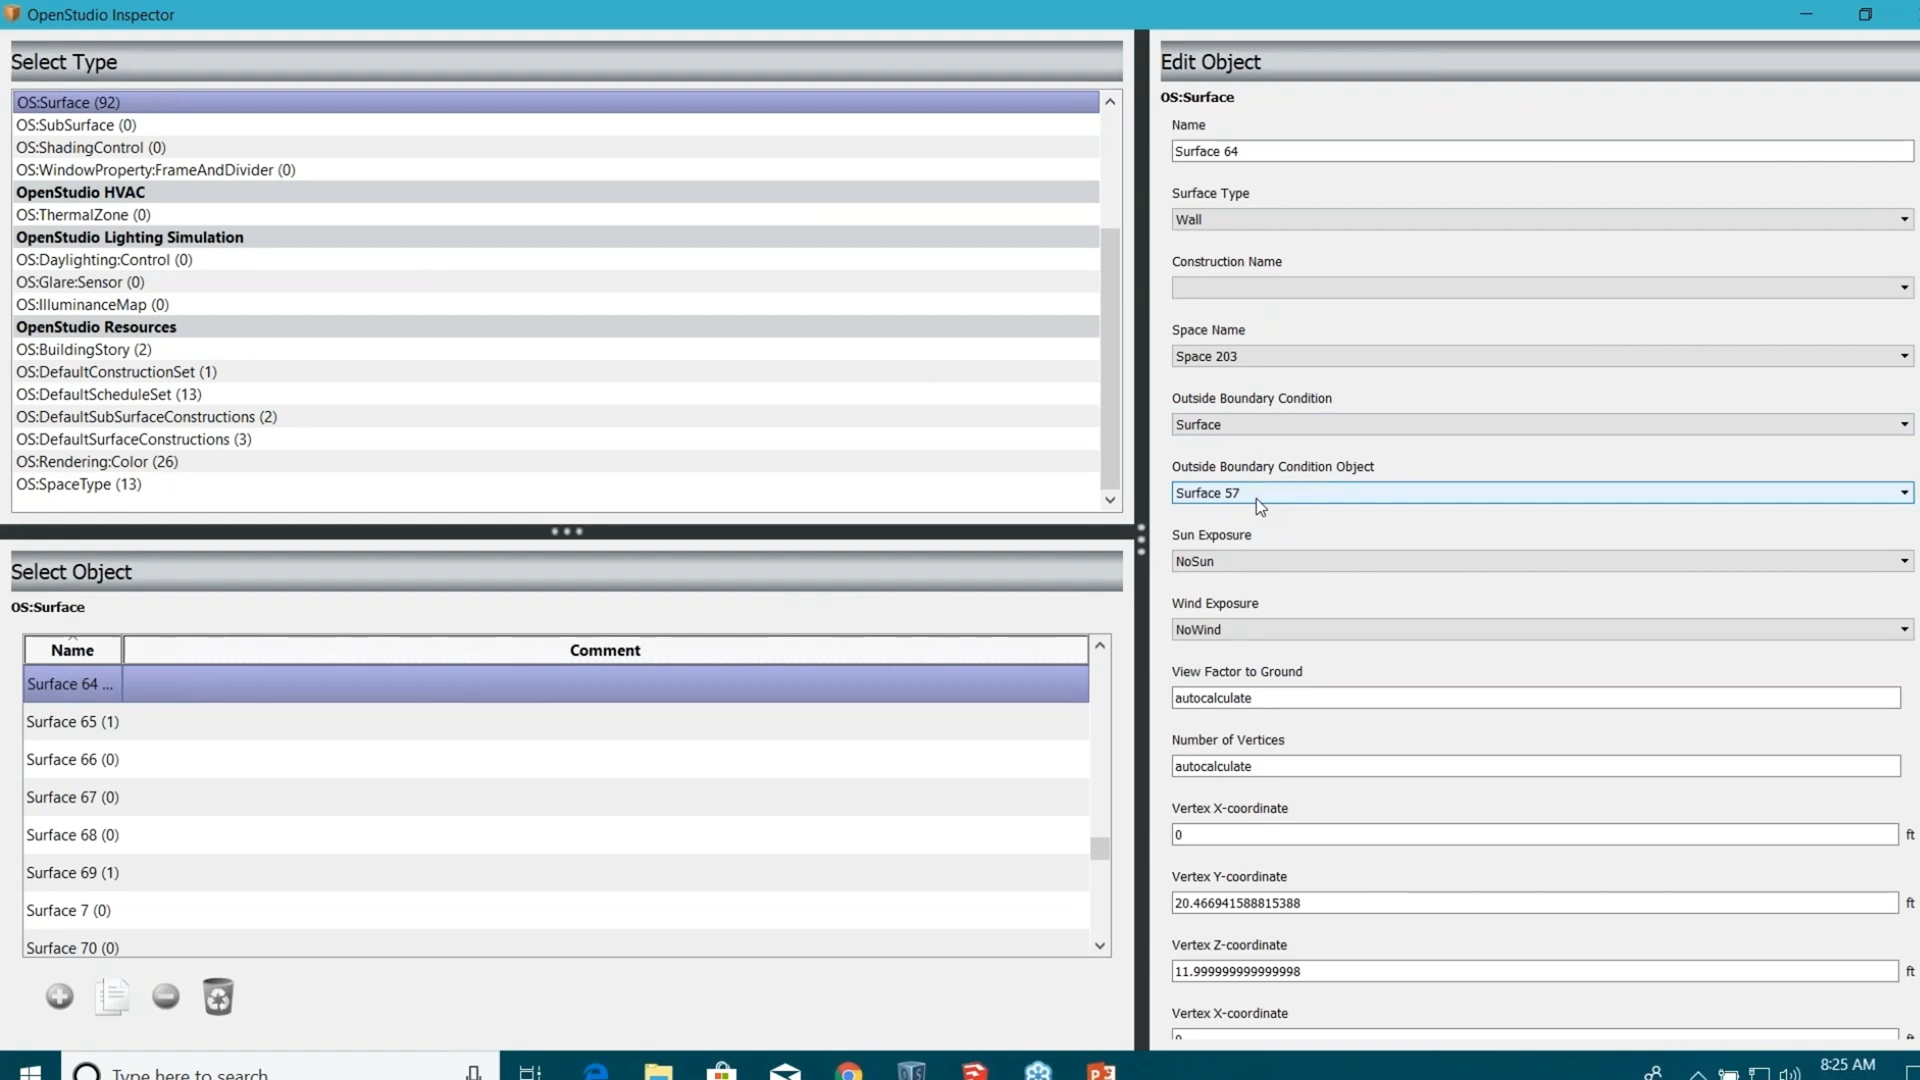 OpenStudio Inspector
Select Type
OS:Surface (92)
OS:SubSurface (0)
OS:ShadingControl (0)
OS:WindowProperty:FrameAndDivider (0)
OpenStudio HVAC
OS:ThermalZone (0)
OpenStudio Lighting Simulation
OS:Daylighting:Control (0)
OS:Glare:Sensor (0)
OS:IlluminanceMap (0)
OpenStudio Resources
OS:BuildingStory (2)
OS:DefaultConstructionSet (1)
OS:DefaultScheduleSet (13)
OS:DefaultSubSurfaceConstructions (2)
OS:DefaultSurfaceConstructions (3)
OS:Rendering:Color (26)
OS:SpaceType (13)
Select Object
OS:Surface
Name Comment
Surface 64 ...
Surface 65 (1)
Surface 66 (0)
Surface 67 (0)
Surface 68 (0)
Surface 69 (1)
Surface 7 (0)
Surface 70 (0)
Edit Object
OS:Surface
Name
Surface 64
Surface Type
Wall
Construction Name
Space Name
Space 203
Outside Boundary Condition
Surface
Outside Boundary Condition Object
Surface 57
Sun Exposure
NoSun
Wind Exposure
NoWind
View Factor to Ground
autocalculate
Number of Vertices
autocalculate
Vertex X-coordinate
0 ft
Vertex Y-coordinate
20.466941588815388 ft
Vertex Z-coordinate
11.999999999999998 ft
Vertex X-coordinate
0 ft
Type here to search
8:25 AM